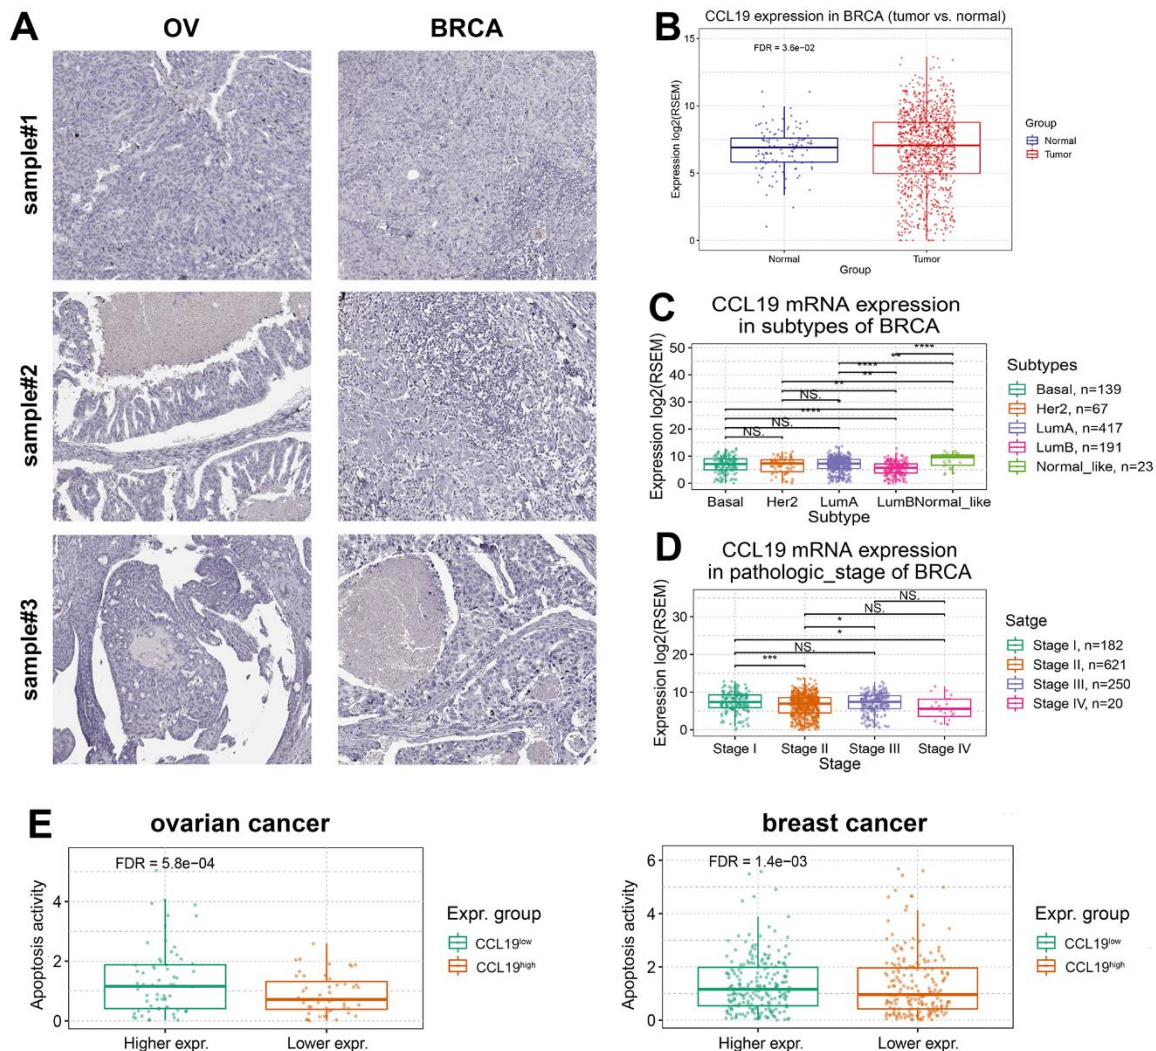 A
OV
BRCA
sample#1
sample#2
sample#3
B
CCL19 expression in BRCA (tumor vs. normal)
FDR = 3.6e−02
Expression log2(RSEM)
15
10
5
0
Normal
Tumor
Group
Group
Normal
Tumor
C
CCL19 mRNA expression
in subtypes of BRCA
Expression log2(RSEM)
50
40
30
20
10
0
****
**
****
**
**
**
NS.
*
****
NS.
NS.
Basal
Her2
LumA
LumB
Normal_like
Subtype
Subtypes
Basal, n=139
Her2, n=67
LumA, n=417
LumB, n=191
Normal_like, n=23
D
CCL19 mRNA expression
in pathologic_stage of BRCA
Expression log2(RSEM)
30
20
10
0
NS.
NS.
*
*
NS.
***
Stage I
Stage II
Stage III
Stage IV
Stage
Satge
Stage I, n=182
Stage II, n=621
Stage III, n=250
Stage IV, n=20
E
ovarian cancer
FDR = 5.8e−04
Apoptosis activity
4
2
0
Higher expr.
Lower expr.
Expr. group
CCL19low
CCL19high
breast cancer
FDR = 1.4e−03
Apoptosis activity
6
4
2
0
Higher expr.
Lower expr.
Expr. group
CCL19low
CCL19high